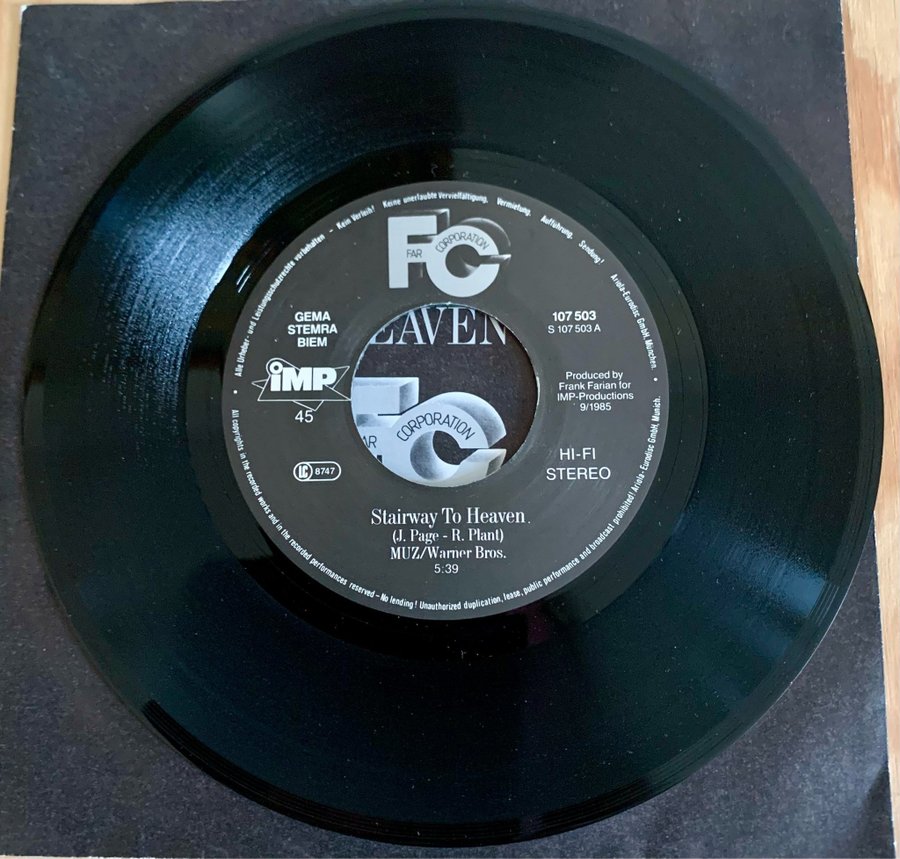 Alle Urheber- und Leistungsschutzrechte vorbehalten - Kein Verleih! Keine unerlaubte Vervielfältigung, Vermietung, Aufführung, Sendung! Ariola-Eurodisc GmbH, München.
FC
FAR CORPORATION
GEMA
STEMRA
BIEM
107 503
S 107 503 A
EAVEN
iMP
45
Produced by
Frank Farian for
IMP-Productions
9/1985
CORPORATION
AR
C
LC 8747
HI-FI
STEREO
Stairway To Heaven
(J. Page - R. Plant)
MUZ/Warner Bros.
5:39
All copyrights in the recorded works and in the recorded performances reserved - No lending! Unauthorized duplication, lease, public performance and broadcast prohibited! Ariola-Eurodisc GmbH, Munich.